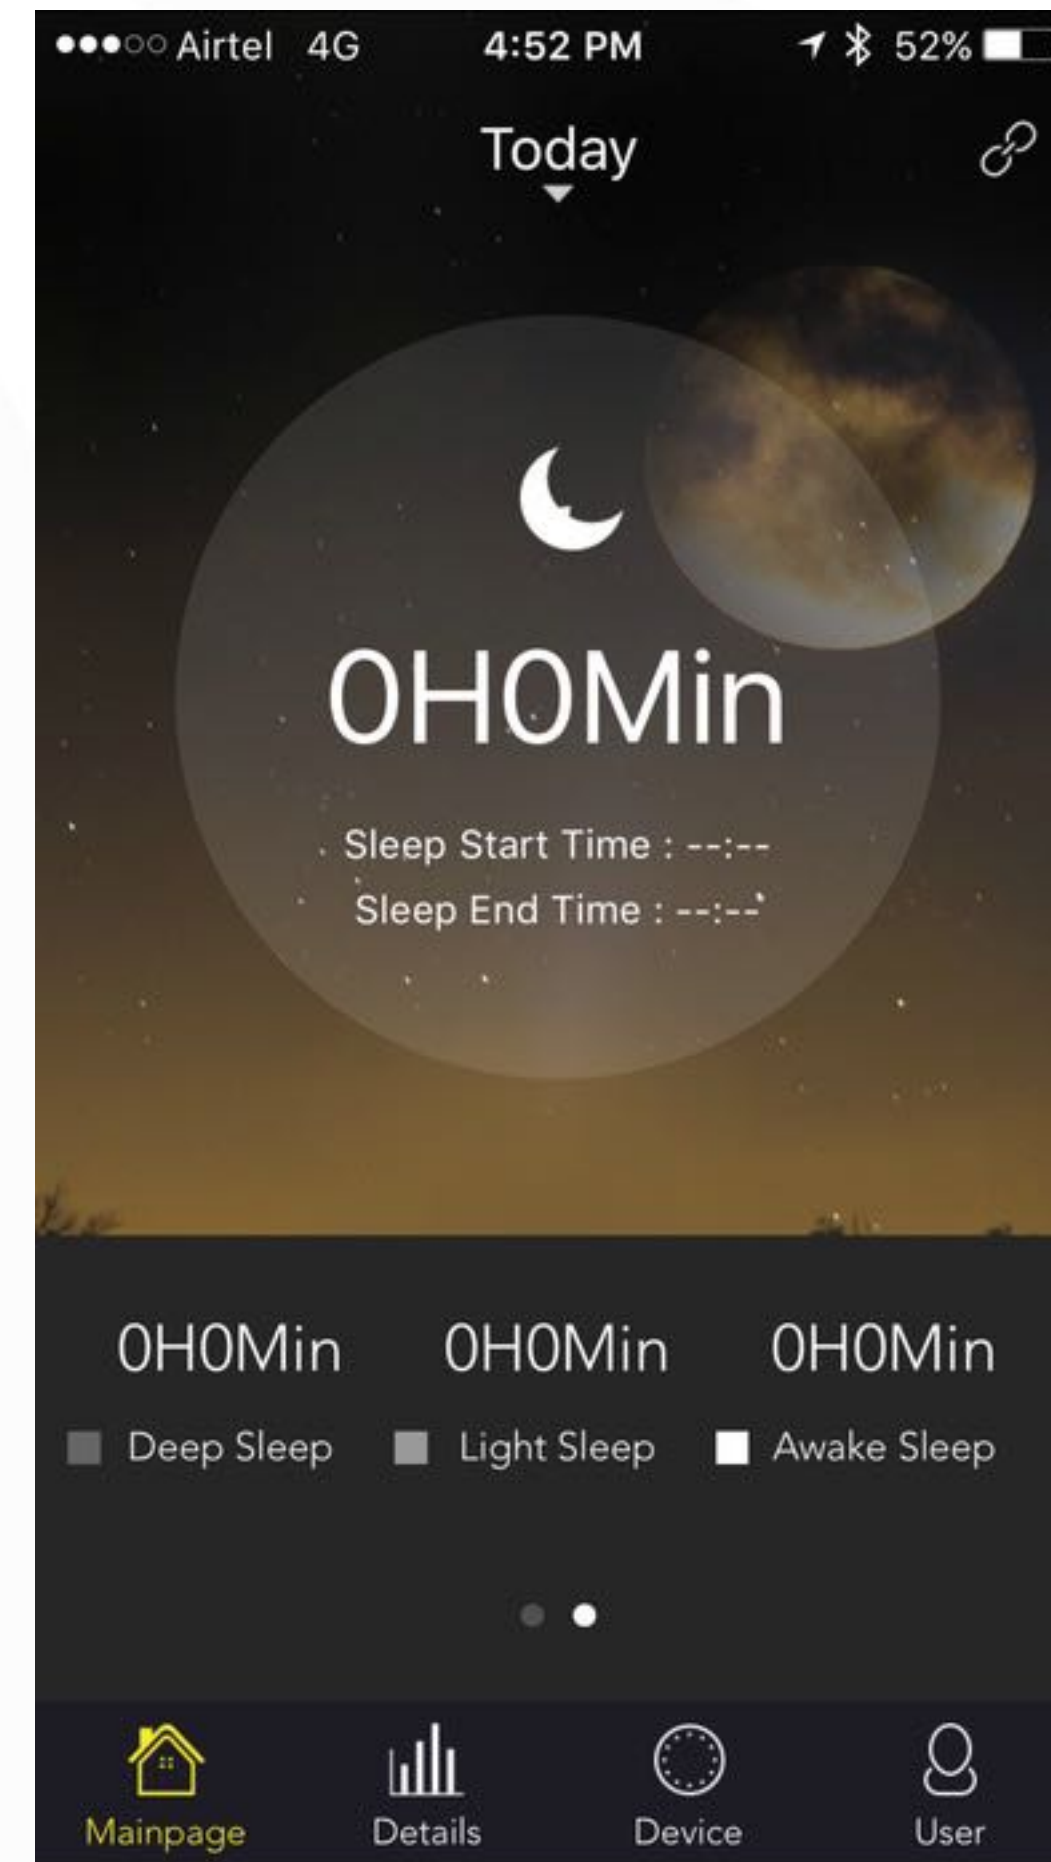 Airtel 4G 4:52 PM 52%
Today
0H0Min
Sleep Start Time : --:--
Sleep End Time : --:--
0H0Min 0H0Min 0H0Min
Deep Sleep Light Sleep Awake Sleep
Mainpage Details Device User